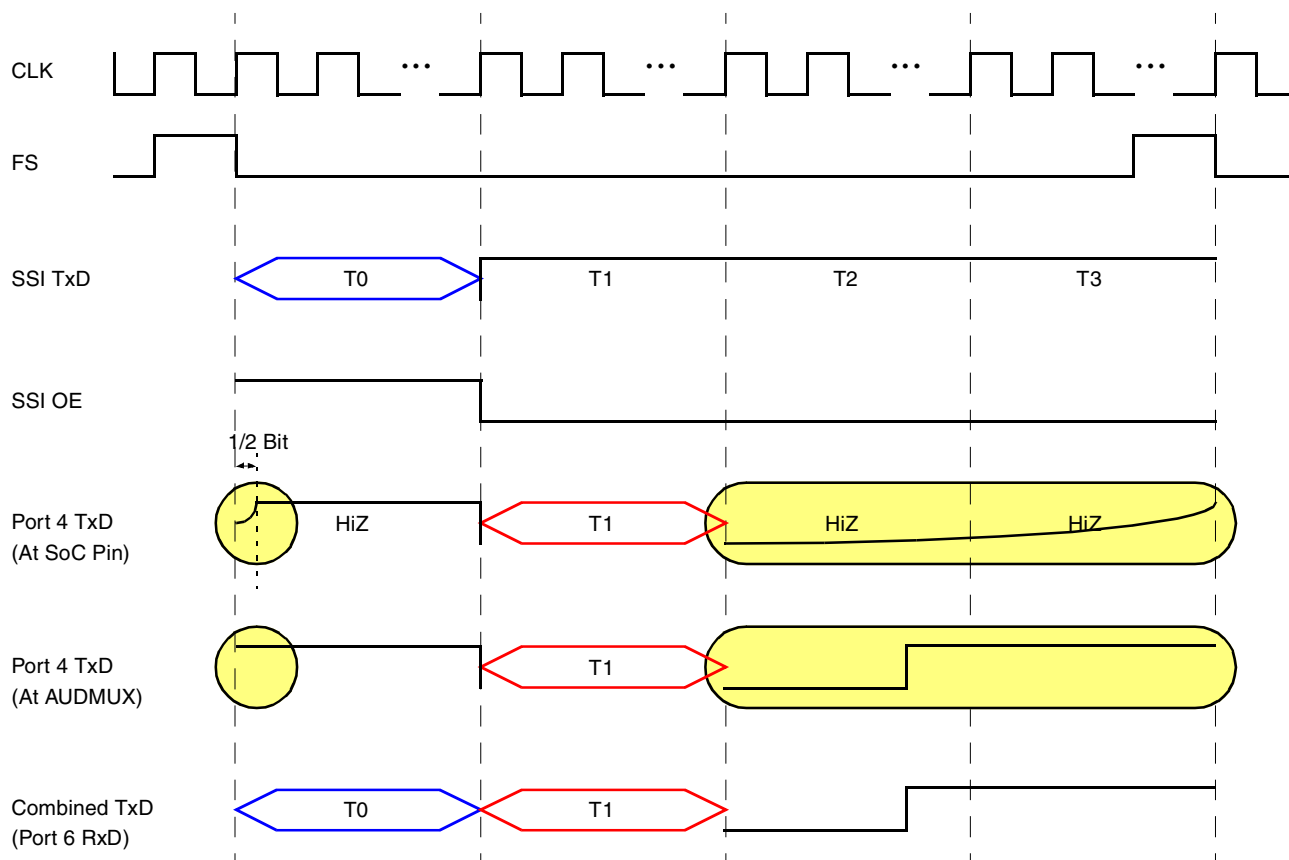 CLK
•••
•••
•••
•••
FS
SSI TxD
T0
T1
T2
T3
SSI OE
1/2 Bit
Port 4 TxD
(At SoC Pin)
HiZ
T1
HiZ
HiZ
Port 4 TxD
(At AUDMUX)
T1
Combined TxD
(Port 6 RxD)
T0
T1